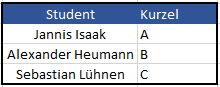 Student Kurzel
Jannis Isaak A
Alexander Heumann B
Sebastian Lühnen C